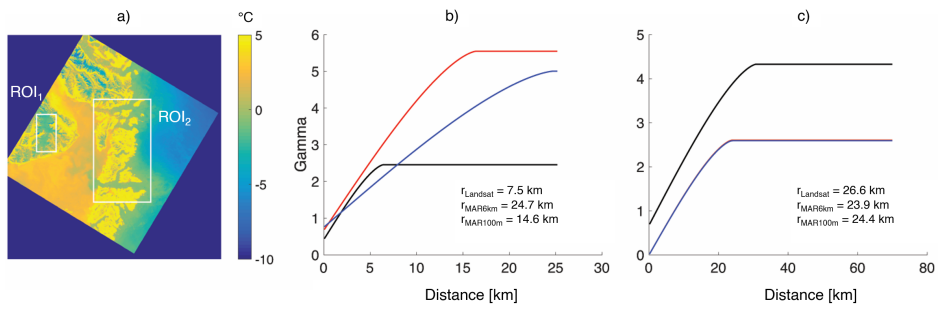 a)
°C
5
0
-5
-10
ROI1
ROI2
b)
6
5
4
3
2
1
0
Gamma
rLandsat = 7.5 km
rMAR6km = 24.7 km
rMAR100m = 14.6 km
0 5 10 15 20 25 30
Distance [km]
c)
5
4
3
2
1
0
rLandsat = 26.6 km
rMAR6km = 23.9 km
rMAR100m = 24.4 km
0 20 40 60 80
Distance [km]